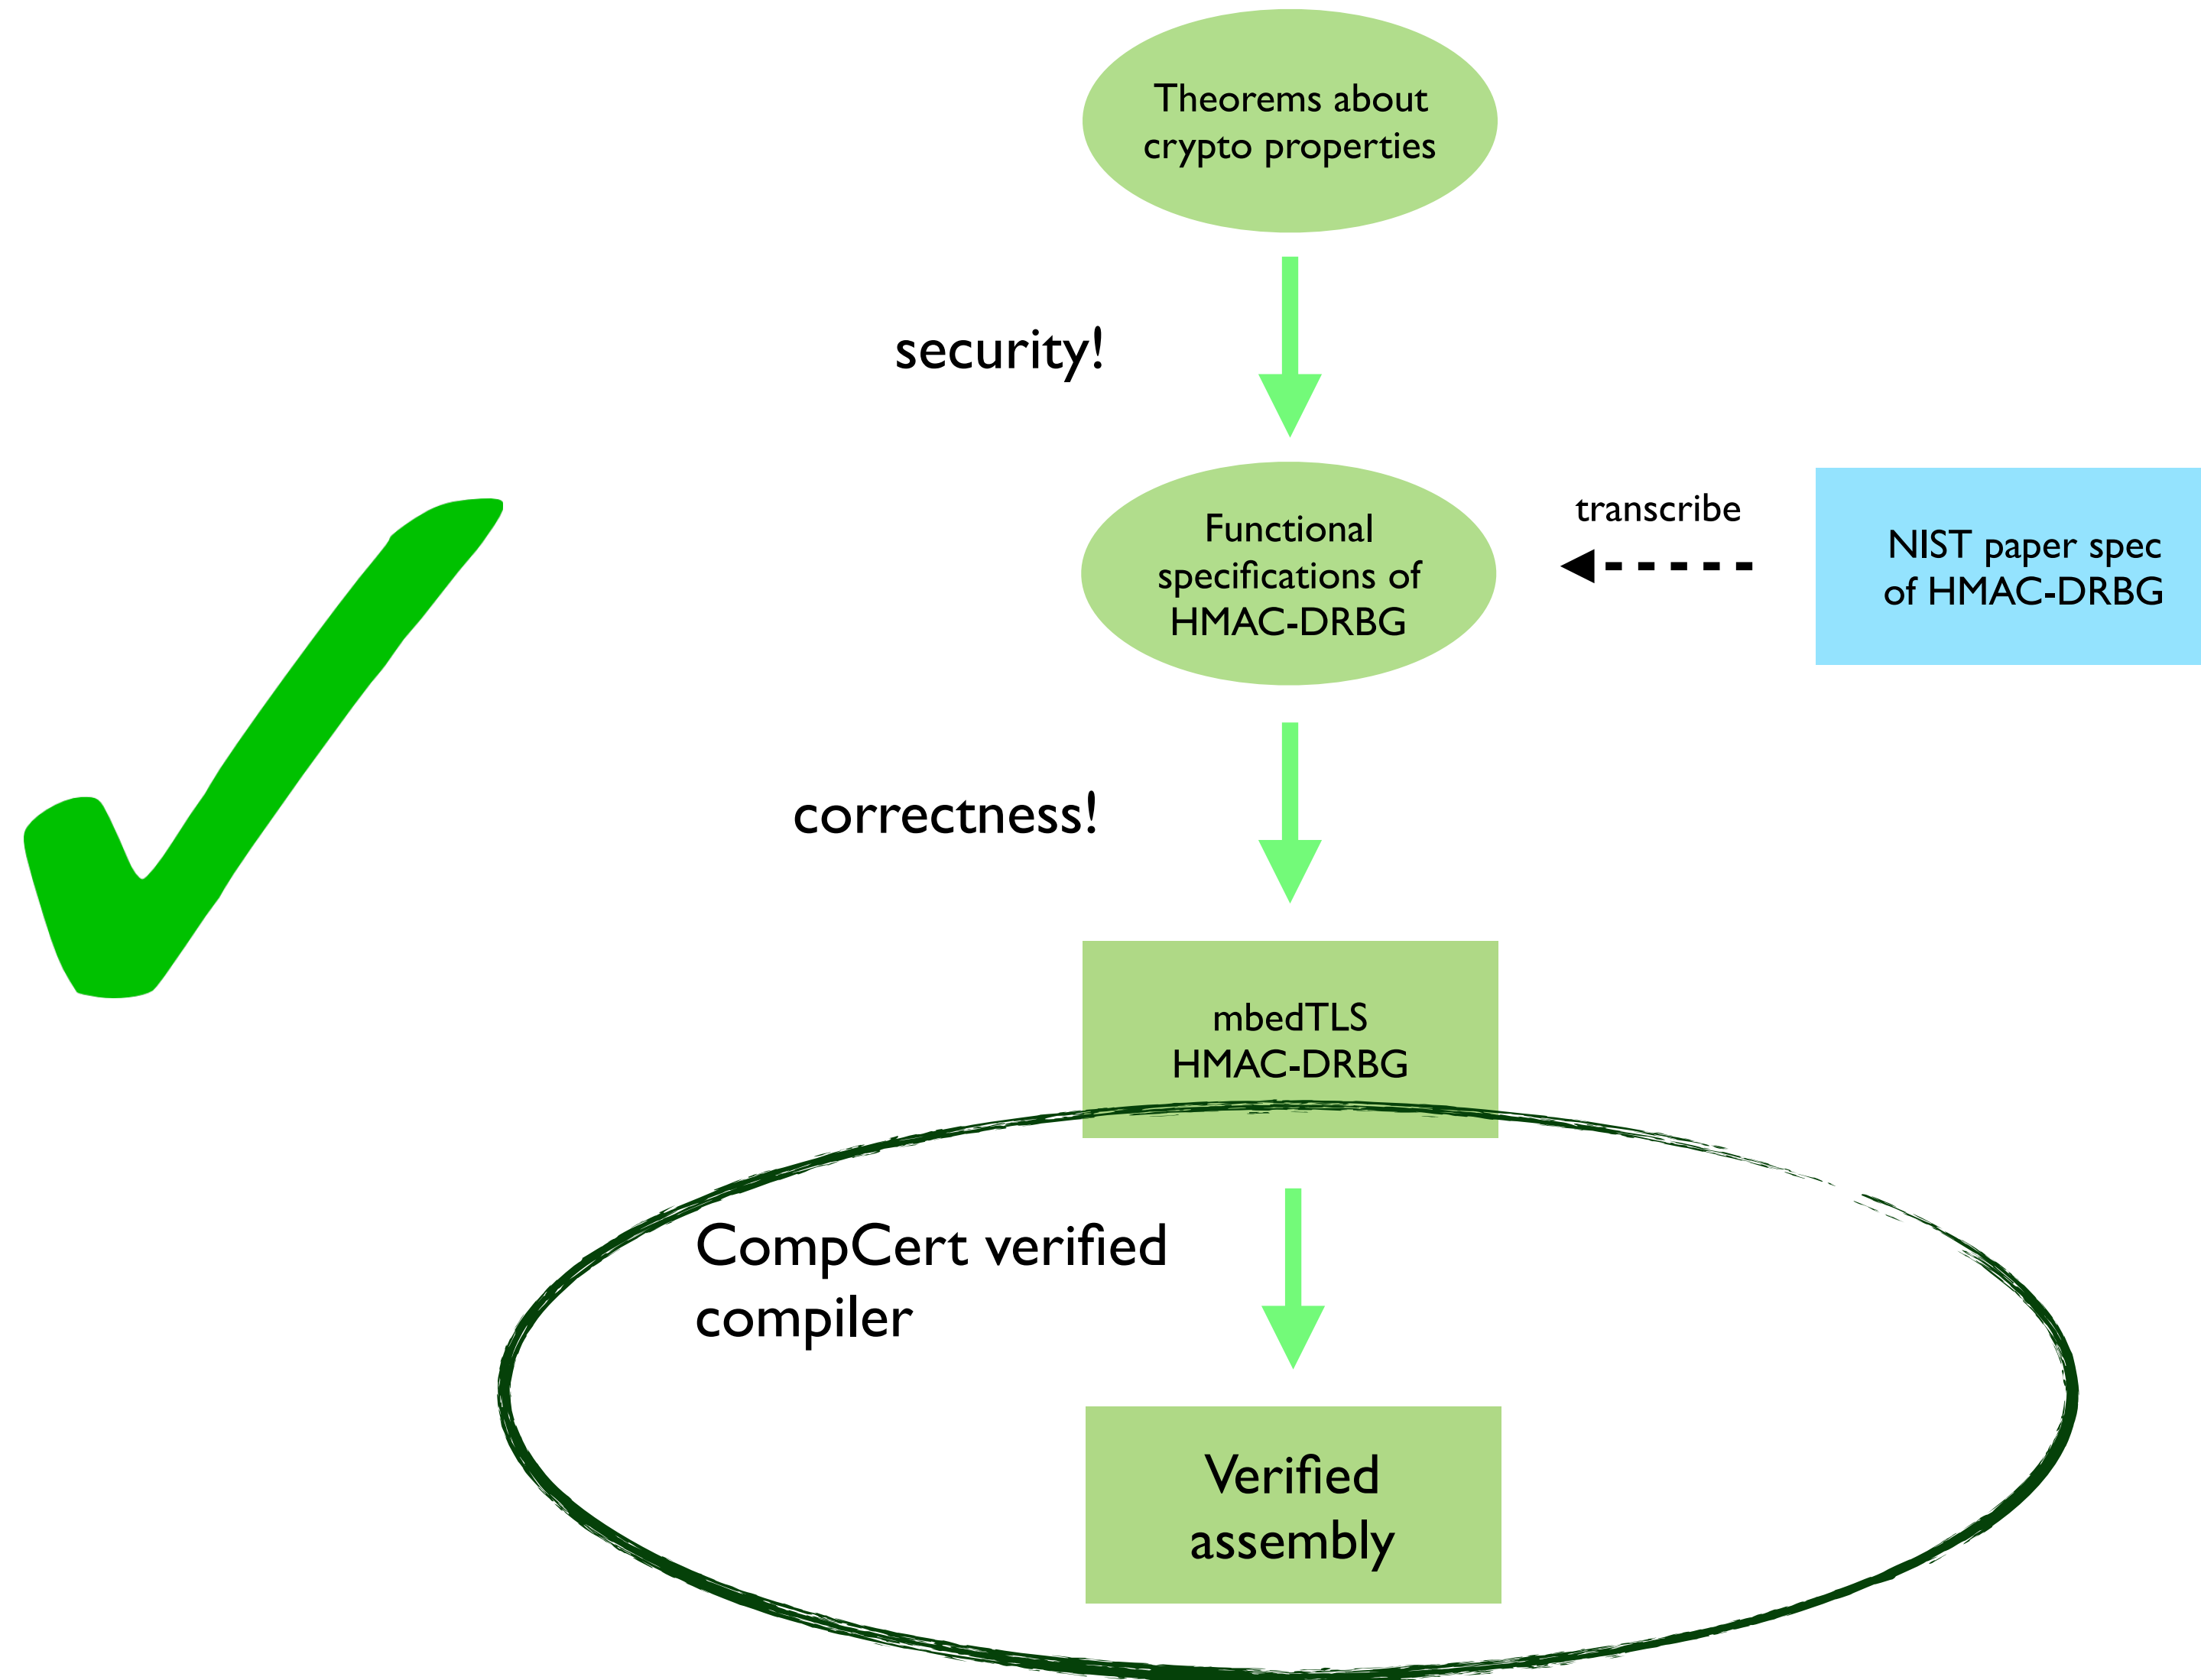 Theorems about
crypto properties
security!
Functional
specifications of
HMAC-DRBG
transcribe
NIST paper spec
of HMAC-DRBG
correctness!
mbedTLS
HMAC-DRBG
CompCert verified
compiler
Verified
assembly